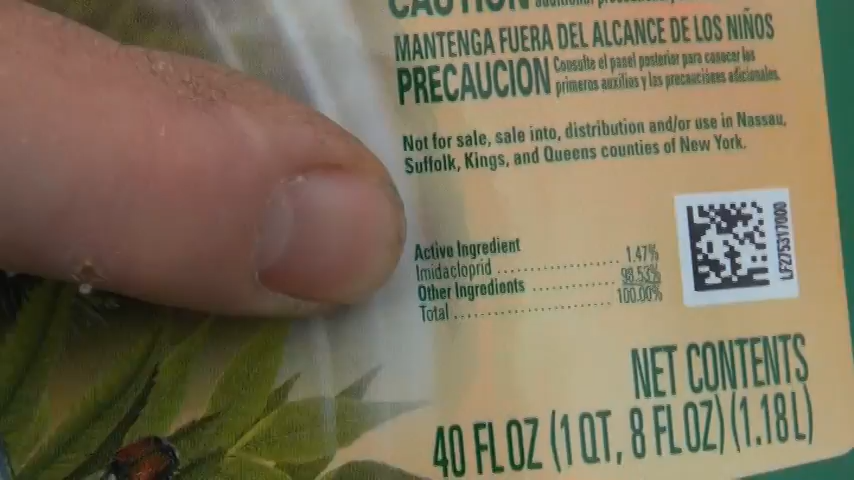 CAUTION
MANTENGA FUERA DEL ALCANCE DE LOS NIÑOS
PRECAUCION Consulte el panel posterior para conocer los
primeros auxilios y las precauciones adicionales.
Not for sale, sale into, distribution and/or use in Nassau,
Suffolk, Kings, and Queens counties of New York.
Active Ingredient
Imidacloprid .................... 1.47%
Other Ingredients ............. 98.53%
Total ......................... 100.00%
LF275317000
NET CONTENTS
40 FL OZ (1 QT, 8 FL OZ) (1.18 L)